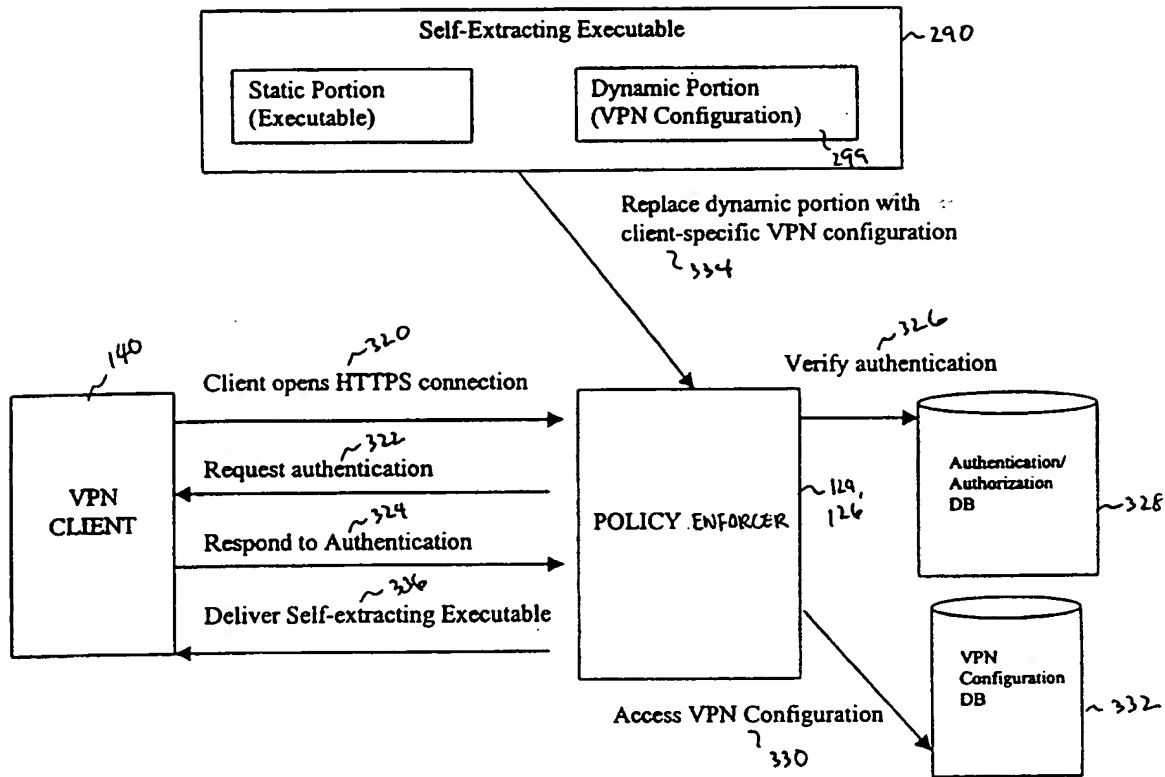 Self-Extracting Executable
290
Static Portion
(Executable)
Dynamic Portion
(VPN Configuration)
299
Replace dynamic portion with
client-specific VPN configuration
334
326
Verify authentication
140
320
Client opens HTTPS connection
322
Request authentication
VPN
CLIENT
324
Respond to Authentication
336
Deliver Self-extracting Executable
POLICY ENFORCER
124,
126
Authentication/
Authorization
DB
328
VPN
Configuration
DB
332
Access VPN Configuration
330